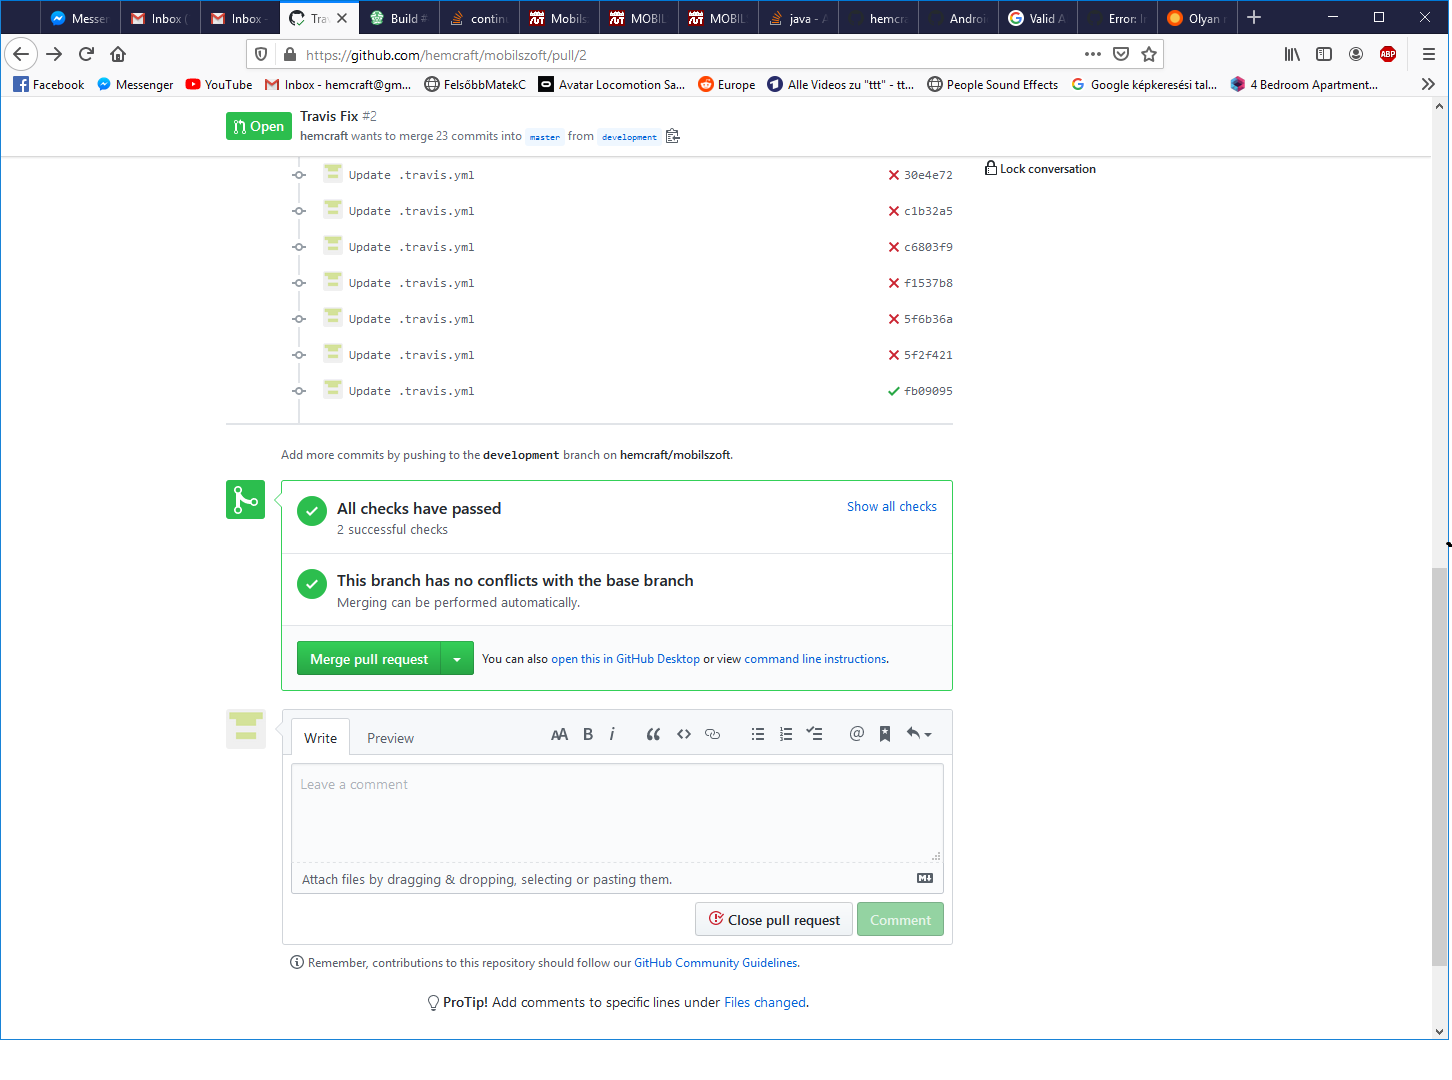 Messen
Inbox (
Inbox -
Trav
Build #
contin
Mobils
MOBIL
MOBIL
java - A
hemcra
Androi
Valid A
Error: I
Olyan
https://github.com/hemcraft/mobilszoft/pull/2
ABP
Facebook
Messenger
YouTube
Inbox - hemcraft@gm...
FelsőbbMatekC
Avatar Locomotion Sa...
Europe
Alle Videos zu "ttt" - tt...
People Sound Effects
Google képkeresési tal...
4 Bedroom Apartment...
Open
Travis Fix #2
hemcraft wants to merge 23 commits into master from development
Update .travis.yml 30e4e72
Lock conversation
Update .travis.yml c1b32a5
Update .travis.yml c6803f9
Update .travis.yml f1537b8
Update .travis.yml 5f6b36a
Update .travis.yml 5f2f421
Update .travis.yml fb09095
Add more commits by pushing to the development branch on hemcraft/mobilszoft.
All checks have passed
Show all checks
2 successful checks
This branch has no conflicts with the base branch
Merging can be performed automatically.
Merge pull request
You can also open this in GitHub Desktop or view command line instructions.
Write
Preview
AA B i
Leave a comment
Attach files by dragging & dropping, selecting or pasting them.
Close pull request
Comment
Remember, contributions to this repository should follow our GitHub Community Guidelines.
ProTip! Add comments to specific lines under Files changed.